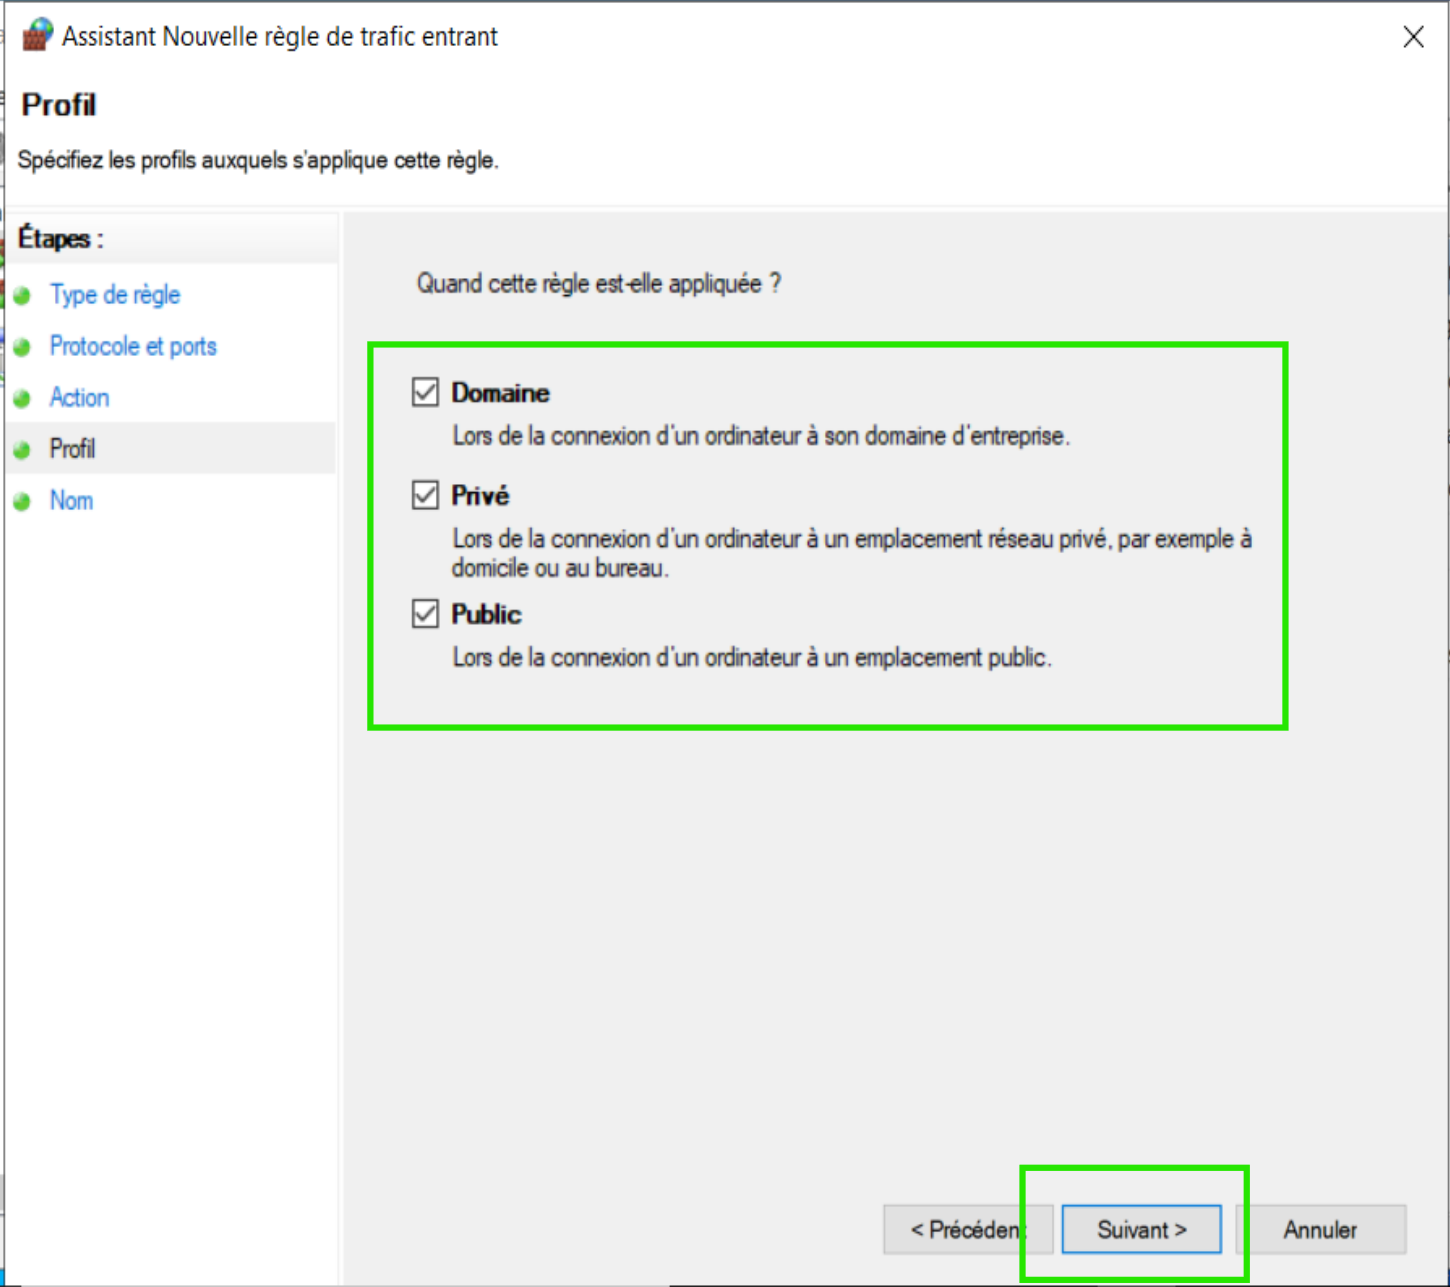 Assistant Nouvelle règle de trafic entrant
Profil
Spécifiez les profils auxquels s'applique cette règle.
Étapes :
Type de règle
Protocole et ports
Action
Profil
Nom
Quand cette règle est-elle appliquée ?
Domaine
Lors de la connexion d'un ordinateur à son domaine d'entreprise.
Privé
Lors de la connexion d'un ordinateur à un emplacement réseau privé, par exemple à
domicile ou au bureau.
Public
Lors de la connexion d'un ordinateur à un emplacement public.
< Précédent
Suivant >
Annuler